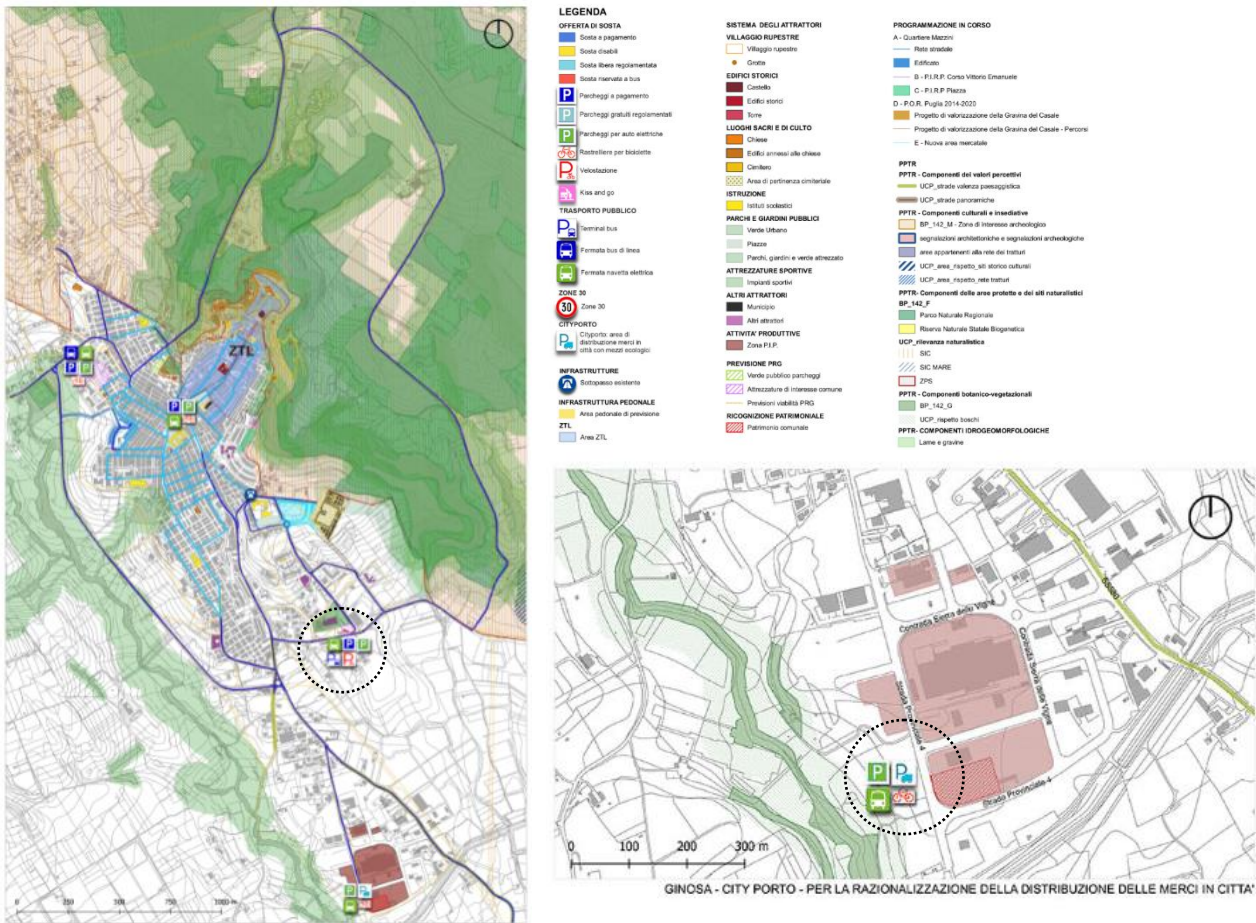 LEGENDA
OFFERTA DI SOSTA
Sosta a pagamento
Sosta disabili
Sosta libera regolamentata
Sosta riservata a bus
Parcheggi a pagamento
Parcheggi gratuiti regolamentati
Parcheggi per auto elettriche
Rastrelliere per biciclette
Velostazione
Kiss and go
TRASPORTO PUBBLICO
Terminal bus
Fermata bus di linea
Fermata navetta elettrica
ZONE 30
30 Zone 30
CITYPORTO
Cityporto: area di
distribuzione merci in
città con mezzi ecologici
INFRASTRUTTURE
Sottopasso esistente
INFRASTRUTTURA PEDONALE
Area pedonale di previsione
ZTL
Area ZTL
SISTEMA DEGLI ATTRATTORI
VILLAGGIO RUPESTRE
Villaggio rupestre
Grotte
EDIFICI STORICI
Castello
Edifici storici
Torre
LUOGHI SACRI E DI CULTO
Chiese
Edifici annessi alle chiese
Cimitero
Area di pertinenza cimiteriale
ISTRUZIONE
Istituti scolastici
PARCHI E GIARDINI PUBBLICI
Verde Urbano
Piazze
Parchi, giardini e verde attrezzato
ATTREZZATURE SPORTIVE
Impianti sportivi
ALTRI ATTRATTORI
Municipio
Altri attrattori
ATTIVITA' PRODUTTIVE
Zona P.I.P.
PREVISIONE PRG
Verde pubblico parcheggi
Attrezzature di interesse comune
Previsioni viabilità PRG
RICOGNIZIONE PATRIMONIALE
Patrimonio comunale
PROGRAMMAZIONE IN CORSO
A - Quartiere Mazzini
Rete stradale
Edificato
B - P.I.R.P. Corso Vittorio Emanuele
C - P.I.R.P Piazza
D - P.O.R. Puglia 2014-2020
Progetto di valorizzazione della Gravina del Casale
Progetto di valorizzazione della Gravina del Casale - Percorsi
E - Nuova area mercatale
PPTR
PPTR - Componenti dei valori percettivi
UCP_strade valenza paesaggistica
UCP_strade panoramiche
PPTR - Componenti culturali e insediative
BP_142_M - Zone di interesse archeologico
segnalazioni architettoniche e segnalazioni archeologiche
aree appartenenti alla rete dei tratturi
UCP_area_rispetto_siti storico culturali
UCP_area_rispetto_rete tratturi
PPTR- Componenti delle aree protette e dei siti naturalistici
BP_142_F
Parco Naturale Regionale
Riserva Naturale Statale Biogenetica
UCP_rilevanza naturalistica
SIC
SIC MARE
ZPS
PPTR - Componenti botanico-vegetazionali
BP_142_G
UCP_rispetto boschi
PPTR- COMPONENTI IDROGEOMORFOLOGICHE
Lame e gravine
ZTL
Contrada Serra delle Vigne
Contrada Serra delle Vigne
Strada Provinciale 4
Strada Provinciale 4
SS580
0 100 200 300 m
GINOSA - CITY PORTO - PER LA RAZIONALIZZAZIONE DELLA DISTRIBUZIONE DELLE MERCI IN CITTA'